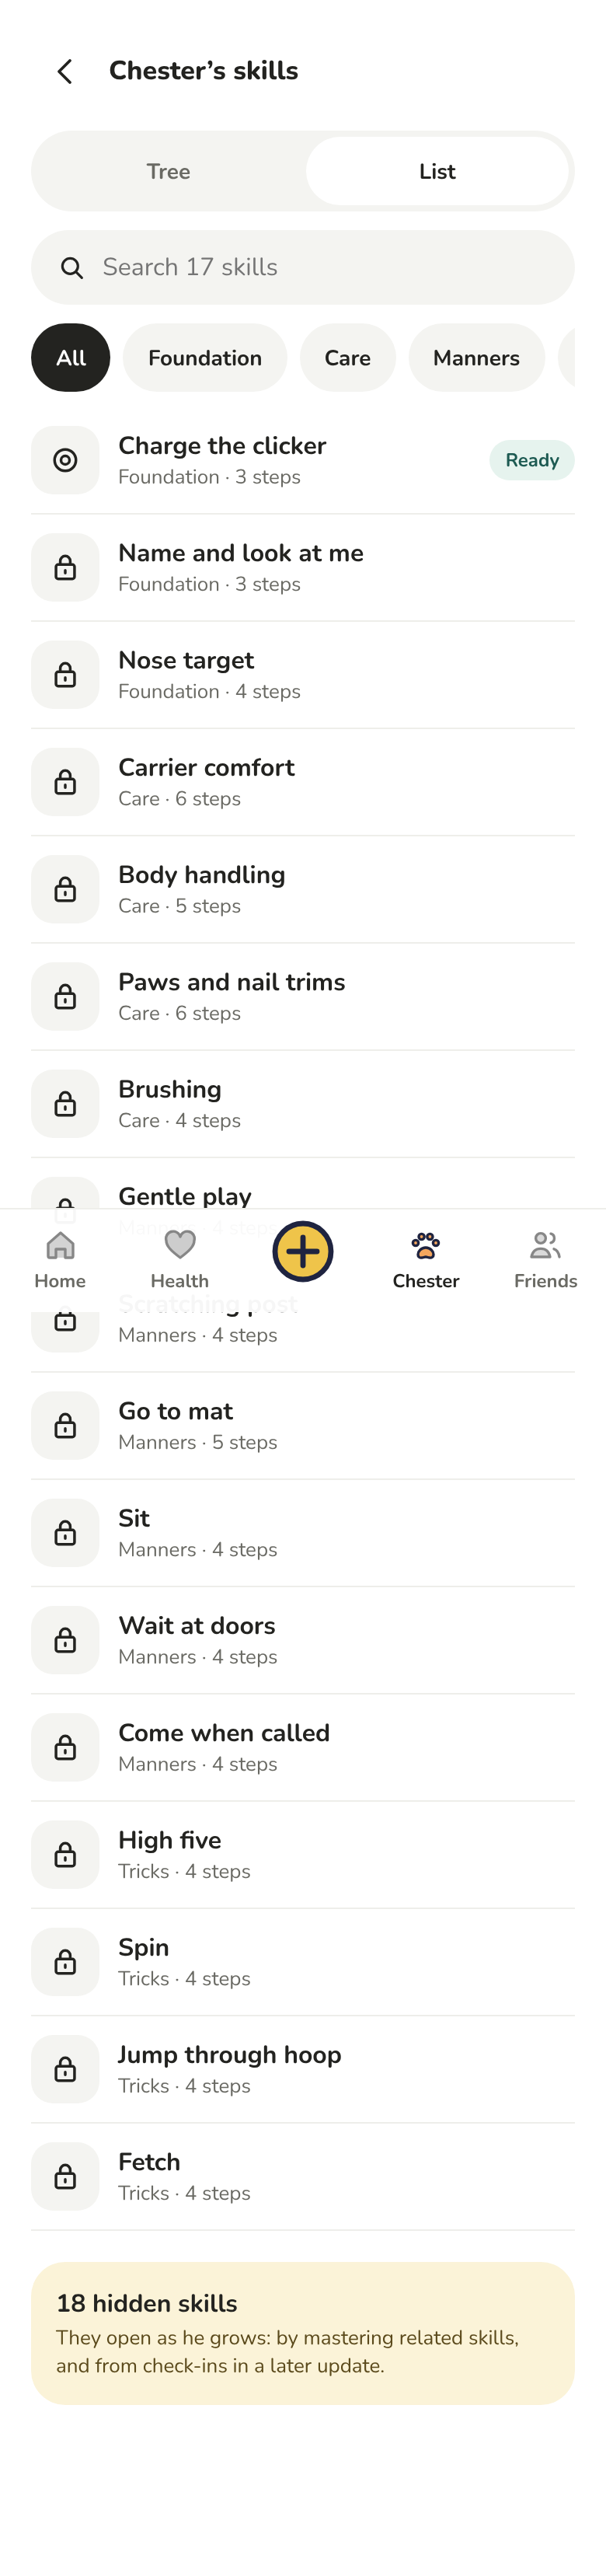 Chester’s skills
Tree
List
Search 17 skills
All
Foundation
Care
Manners
Charge the clicker
Foundation · 3 steps
Ready
Name and look at me
Foundation · 3 steps
Nose target
Foundation · 4 steps
Carrier comfort
Care · 6 steps
Body handling
Care · 5 steps
Paws and nail trims
Care · 6 steps
Brushing
Care · 4 steps
Gentle play
Manners · 4 steps
Home
Health
Chester
Friends
Scratching post
Manners · 4 steps
Go to mat
Manners · 5 steps
Sit
Manners · 4 steps
Wait at doors
Manners · 4 steps
Come when called
Manners · 4 steps
High five
Tricks · 4 steps
Spin
Tricks · 4 steps
Jump through hoop
Tricks · 4 steps
Fetch
Tricks · 4 steps
18 hidden skills
They open as he grows: by mastering related skills,
and from check-ins in a later update.